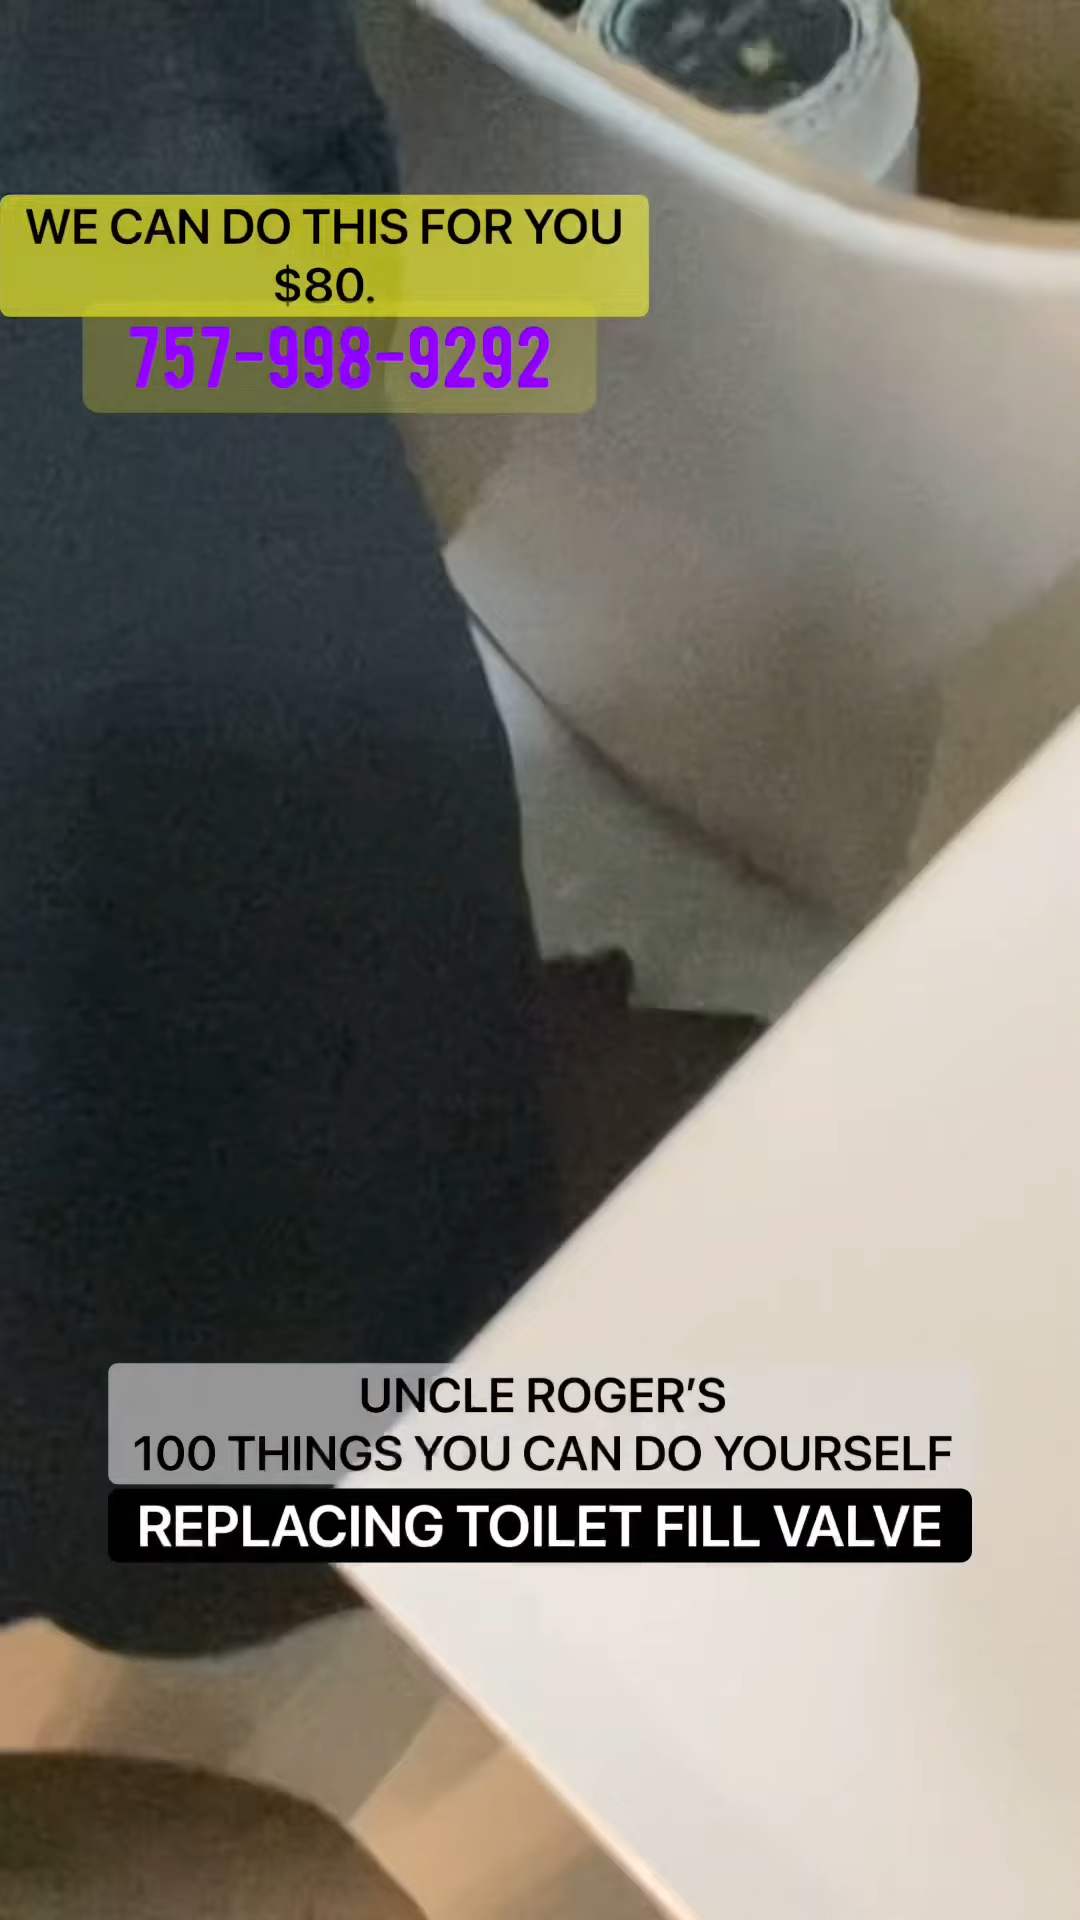 WE CAN DO THIS FOR YOU
$80.
757-998-9292
UNCLE ROGER’S
100 THINGS YOU CAN DO YOURSELF
REPLACING TOILET FILL VALVE